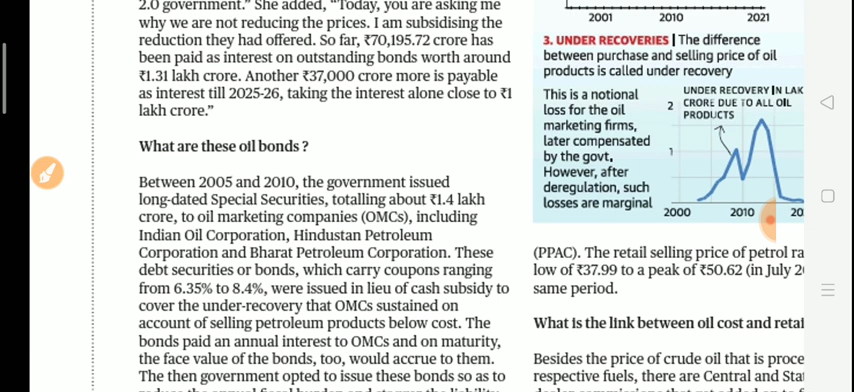 2.0 government." She added, "Today, you are asking me
why we are not reducing the prices. I am subsidising the
reduction they had offered. So far, ₹70,195.72 crore has
been paid as interest on outstanding bonds worth around
₹1.31 lakh crore. Another ₹37,000 crore more is payable
as interest till 2025-26, taking the interest alone close to ₹1
lakh crore."
What are these oil bonds ?
Between 2005 and 2010, the government issued
long-dated Special Securities, totalling about ₹1.4 lakh
crore, to oil marketing companies (OMCs), including
Indian Oil Corporation, Hindustan Petroleum
Corporation and Bharat Petroleum Corporation. These
debt securities or bonds, which carry coupons ranging
from 6.35% to 8.4%, were issued in lieu of cash subsidy to
cover the under-recovery that OMCs sustained on
account of selling petroleum products below cost. The
bonds paid an annual interest to OMCs and on maturity,
the face value of the bonds, too, would accrue to them.
The then government opted to issue these bonds so as to
2001 2010 2021
3. UNDER RECOVERIES | The difference
between purchase and selling price of oil
products is called under recovery
This is a notional
loss for the oil
marketing firms,
later compensated
by the govt.
However, after
deregulation, such
losses are marginal
UNDER RECOVERY IN LAK
2 CRORE DUE TO ALL OIL
PRODUCTS
1
2000 2010 20
(PPAC). The retail selling price of petrol ra
low of ₹37.99 to a peak of ₹50.62 (in July 2
same period.
What is the link between oil cost and retai
Besides the price of crude oil that is proce
respective fuels, there are Central and Sta